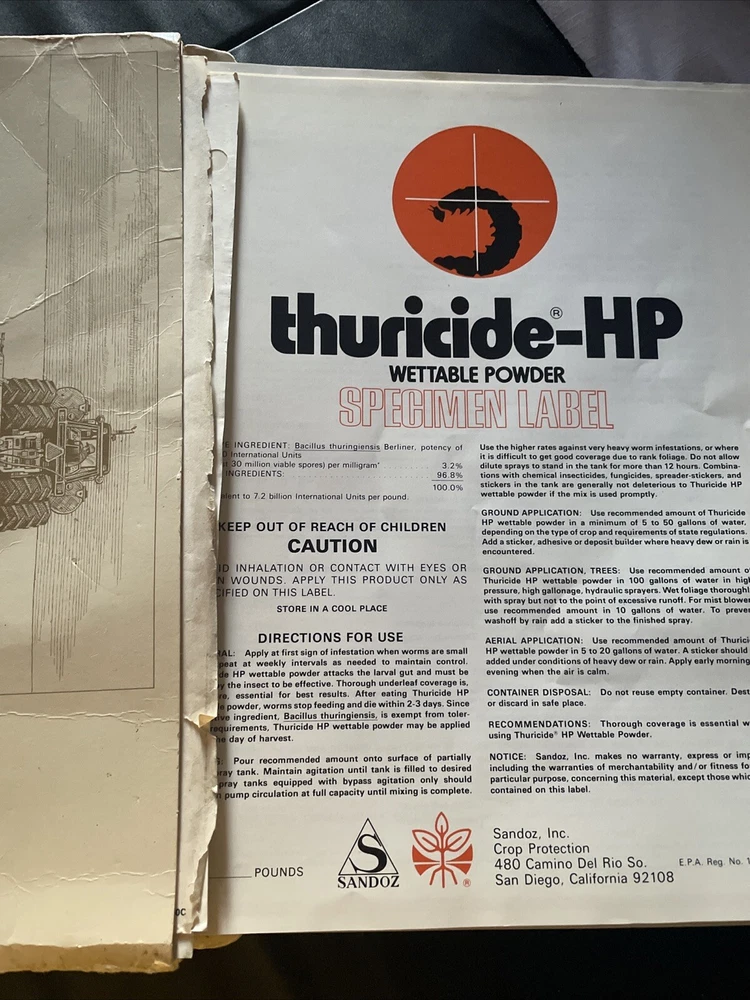 thuricide®-HP
WETTABLE POWDER
SPECIMEN LABEL
INGREDIENT: Bacillus thuringiensis Berliner, potency of
International Units
30 million viable spores) per milligram* 3.2%
INGREDIENTS: 96.8%
100.0%
to 7.2 billion International Units per pound.
KEEP OUT OF REACH OF CHILDREN
CAUTION
INHALATION OR CONTACT WITH EYES OR
WOUNDS. APPLY THIS PRODUCT ONLY AS
ON THIS LABEL.
STORE IN A COOL PLACE
DIRECTIONS FOR USE
Apply at first sign of infestation when worms are small
at weekly intervals as needed to maintain control.
HP wettable powder attacks the larval gut and must be
the insect to be effective. Thorough underleaf coverage is,
essential for best results. After eating Thuricide HP
powder, worms stop feeding and die within 2-3 days. Since
ingredient, Bacillus thuringiensis, is exempt from toler-
requirements, Thuricide HP wettable powder may be applied
day of harvest.
Pour recommended amount onto surface of partially
tank. Maintain agitation until tank is filled to desired
tanks equipped with bypass agitation only should
pump circulation at full capacity until mixing is complete.
POUNDS
S
SANDOZ
®
Use the higher rates against very heavy worm infestations, or where
it is difficult to get good coverage due to rank foliage. Do not allow
dilute sprays to stand in the tank for more than 12 hours. Combina-
tions with chemical insecticides, fungicides, spreader-stickers, and
stickers in the tank are generally not deleterious to Thuricide HP
wettable powder if the mix is used promptly.
GROUND APPLICATION: Use recommended amount of Thuricide
HP wettable powder in a minimum of 5 to 50 gallons of water,
depending on the type of crop and requirements of state regulations.
Add a sticker, adhesive or deposit builder where heavy dew or rain is
encountered.
GROUND APPLICATION, TREES: Use recommended amount of
Thuricide HP wettable powder in 100 gallons of water in high
pressure, high gallonage, hydraulic sprayers. Wet foliage thoroughl
with spray but not to the point of excessive runoff. For mist blower
use recommended amount in 10 gallons of water. To preve
washoff by rain add a sticker to the finished spray.
AERIAL APPLICATION: Use recommended amount of Thurici
HP wettable powder in 5 to 20 gallons of water. A sticker should
added under conditions of heavy dew or rain. Apply early morning
evening when the air is calm.
CONTAINER DISPOSAL: Do not reuse empty container. Dest
or discard in safe place.
RECOMMENDATIONS: Thorough coverage is essential w
using Thuricide® HP Wettable Powder.
NOTICE: Sandoz, Inc. makes no warranty, express or imp
including the warranties of merchantability and/or fitness fo
particular purpose, concerning this material, except those whic
contained on this label.
Sandoz, Inc.
Crop Protection
480 Camino Del Rio So.
San Diego, California 92108
E.P.A. Reg. No. 1